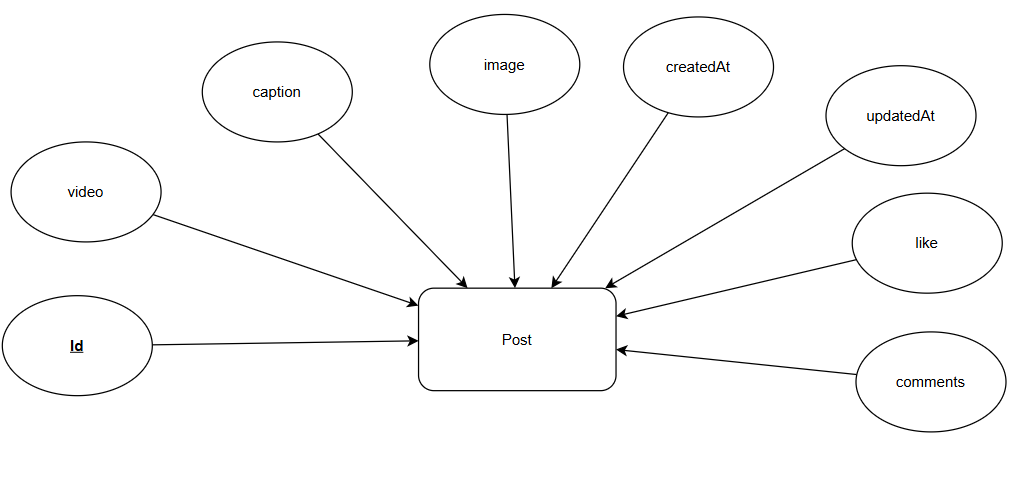 image
createdAt
caption
updatedAt
video
like
Post
Id
comments